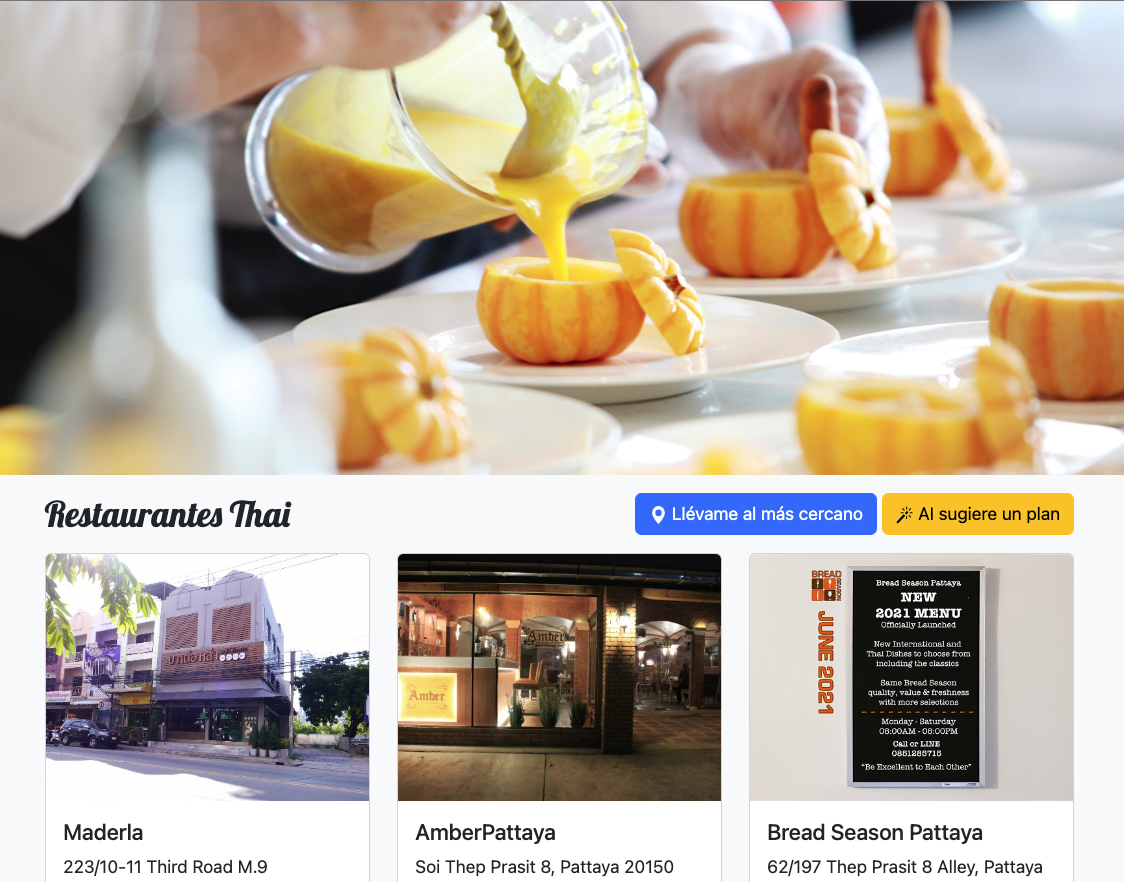 Restaurantes Thai
Llévame al más cercano
AI sugiere un plan
Amber
Amber
BREAD
SEASON
JUNE 2021
Bread Season Pattaya
NEW
2021 MENU
Officially Launched
New International and
Thai Dishes to choose from
including the classics
Same Bread Season
quality, value & freshness
with more selections
Monday - Saturday
08:00AM - 08:00PM
Call or LINE
0851285715
"Be Excellent to Each Other"
Maderla
223/10-11 Third Road M.9
AmberPattaya
Soi Thep Prasit 8, Pattaya 20150
Bread Season Pattaya
62/197 Thep Prasit 8 Alley, Pattaya